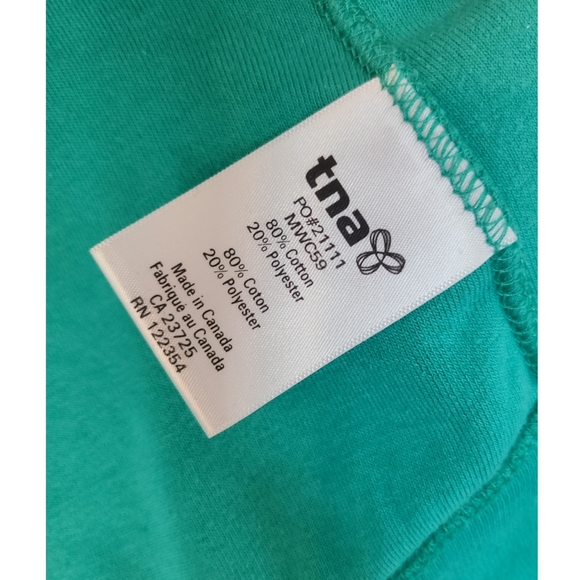 tna
PO#21111
MWC59
80% Cotton
20% Polyester
80% Coton
20% Polyester
Made in Canada
Fabriqué au Canada
CA 23725
RN 122354